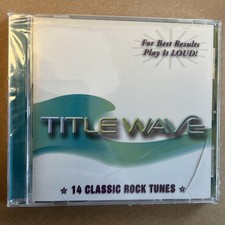 For Best Results
Play It LOUD!
TITLE WAVE
☆ 14 CLASSIC ROCK TUNES ☆